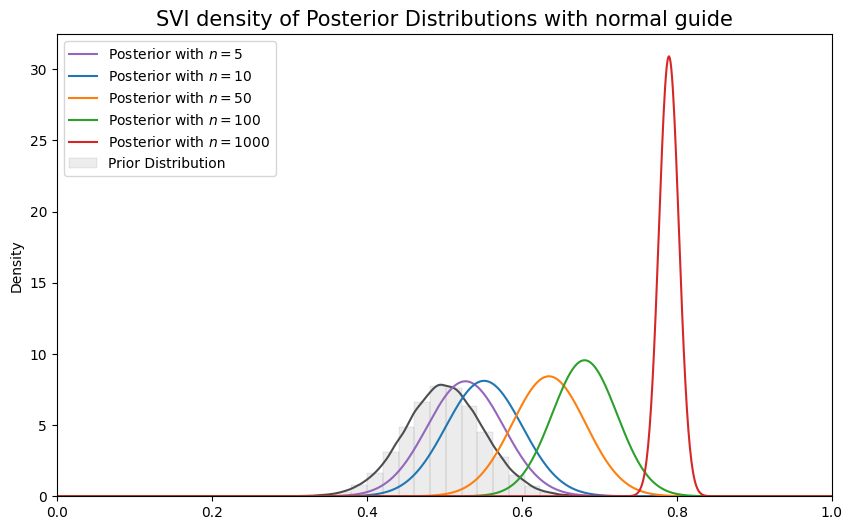 SVI density of Posterior Distributions with normal guide
Posterior with n = 5
Posterior with n = 10
Posterior with n = 50
Posterior with n = 100
Posterior with n = 1000
Prior Distribution
Density
30
25
20
15
10
5
0
0.0 0.2 0.4 0.6 0.8 1.0